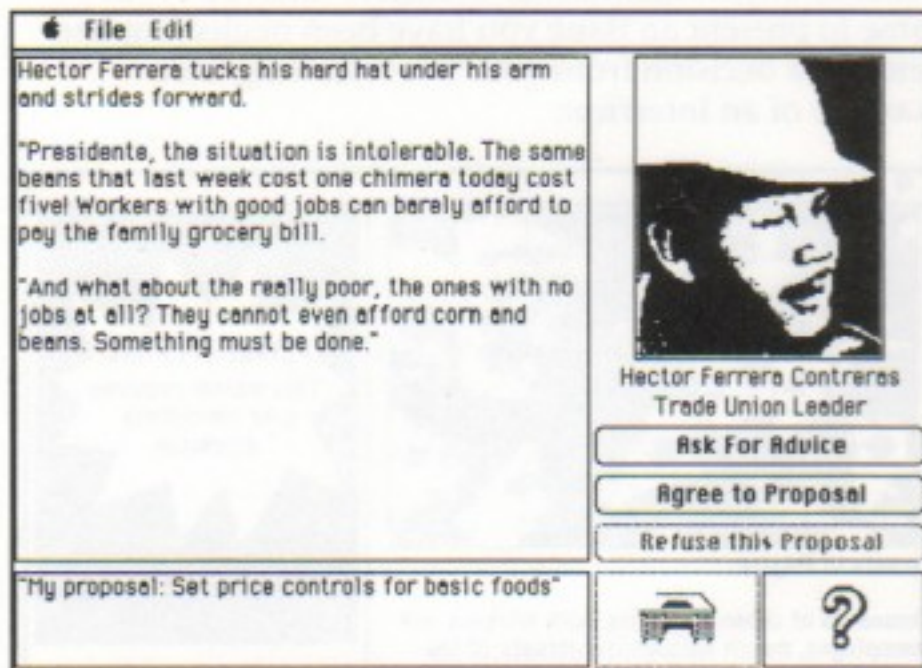 File Edit
Hector Ferrera tucks his hard hat under his arm
and strides forward.
"Presidente, the situation is intolerable. The same
beans that last week cost one chimera today cost
five! Workers with good jobs can barely afford to
pay the family grocery bill.
"And what about the really poor, the ones with no
jobs at all? They cannot even afford corn and
beans. Something must be done."
Hector Ferrera Contreras
Trade Union Leader
Ask For Advice
Agree to Proposal
Refuse this Proposal
"My proposal: Set price controls for basic foods"
?